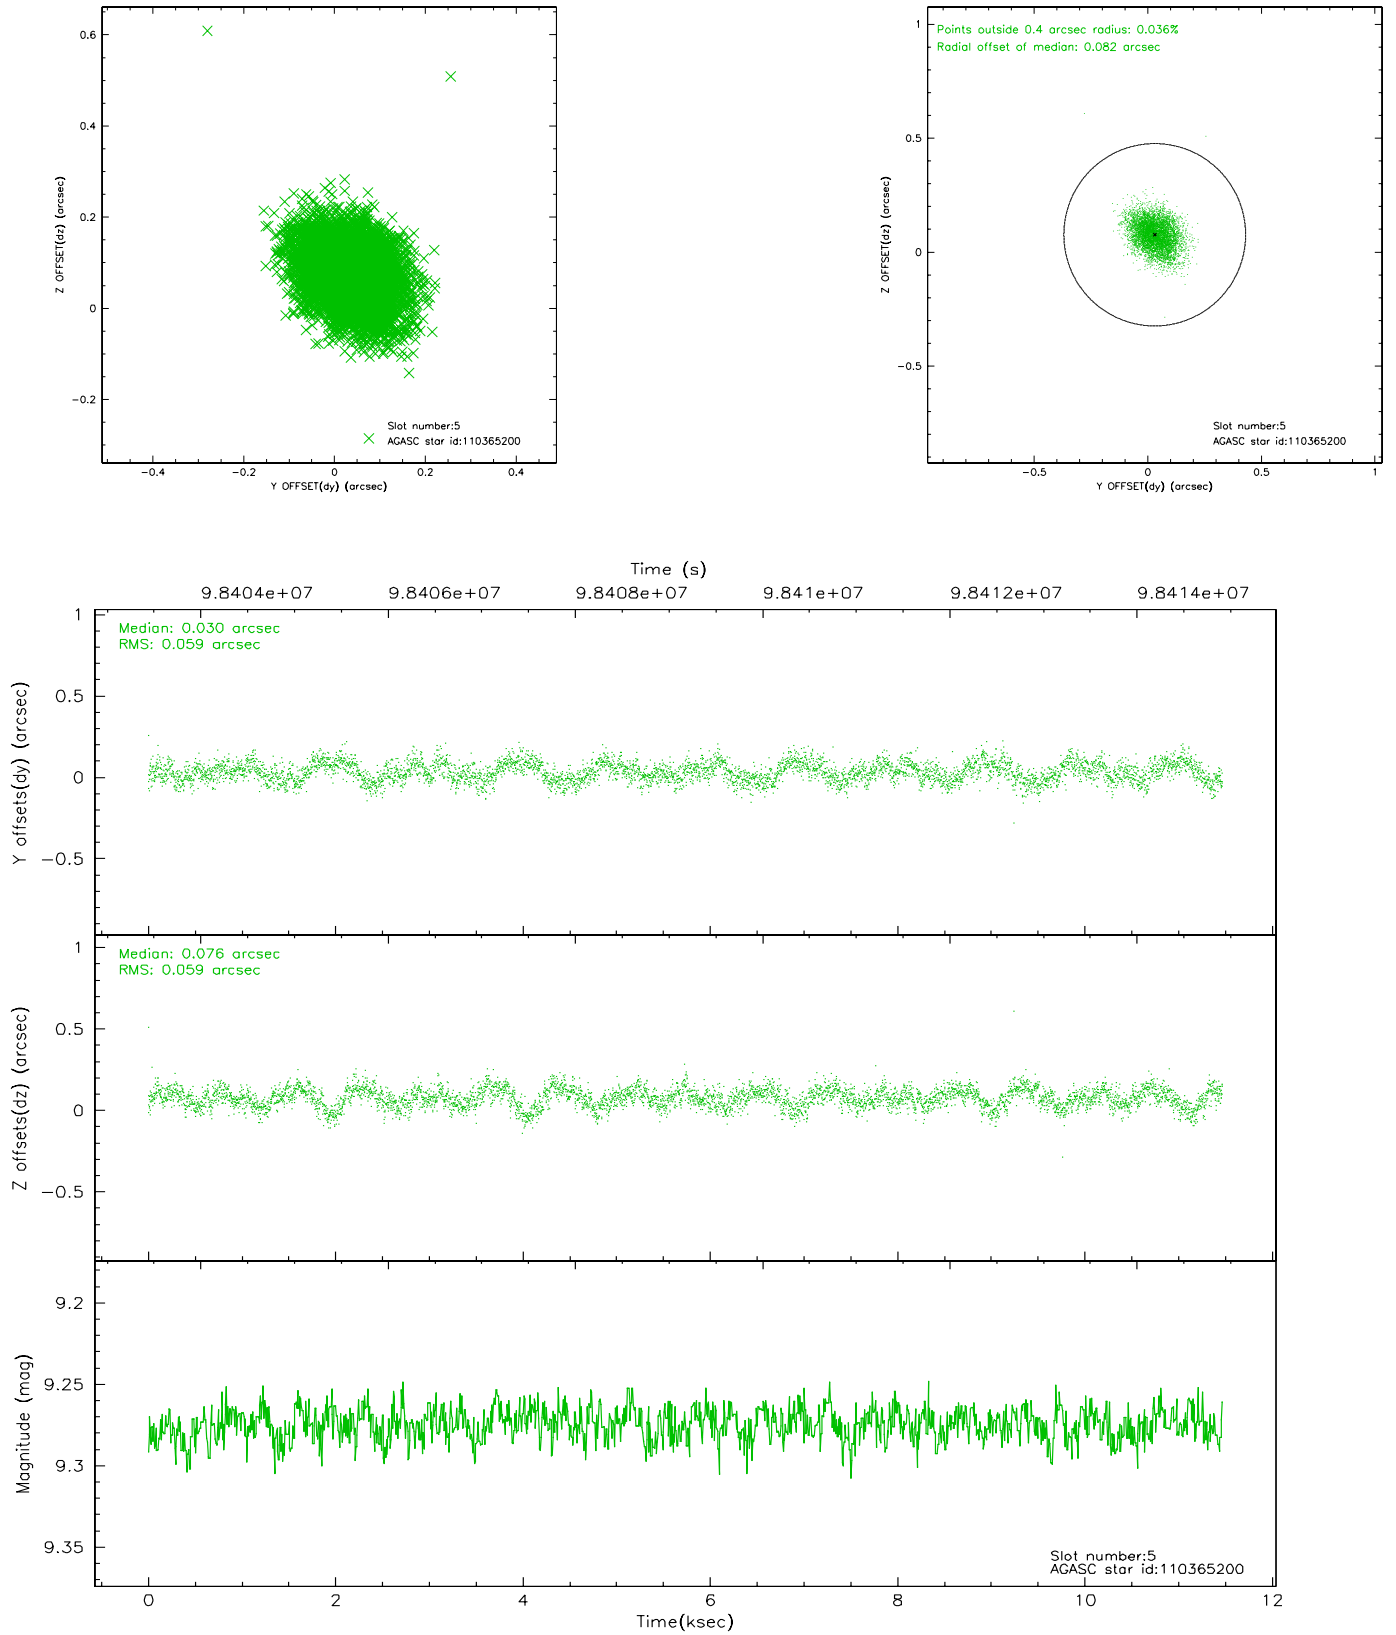 0.6
0.4
0.2
0
-0.2
Z OFFSET(dz) (arcsec)
Slot number:5
AGASC star id:110365200
-0.4 -0.2 0 0.2 0.4
Y OFFSET(dy) (arcsec)
Points outside 0.4 arcsec radius: 0.036%
Radial offset of median: 0.082 arcsec
1
0.5
0
-0.5
Z OFFSET(dz) (arcsec)
Slot number:5
AGASC star id:110365200
-0.5 0 0.5 1
Y OFFSET(dy) (arcsec)
Time (s)
9.8404e+07 9.8406e+07 9.8408e+07 9.841e+07 9.8412e+07 9.8414e+07
Median: 0.030 arcsec
RMS: 0.059 arcsec
1
0.5
0
-0.5
Y offsets(dy) (arcsec)
Median: 0.076 arcsec
RMS: 0.059 arcsec
1
0.5
0
-0.5
Z offsets(dz) (arcsec)
9.2
9.25
9.3
9.35
Magnitude (mag)
Slot number:5
AGASC star id:110365200
0 2 4 6 8 10 12
Time(ksec)